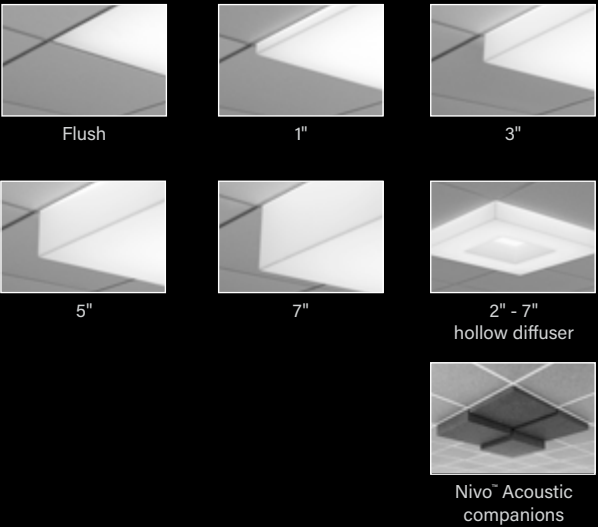 Flush
1"
3"
5"
7"
2" - 7"
hollow diffuser
Nivo™ Acoustic
companions